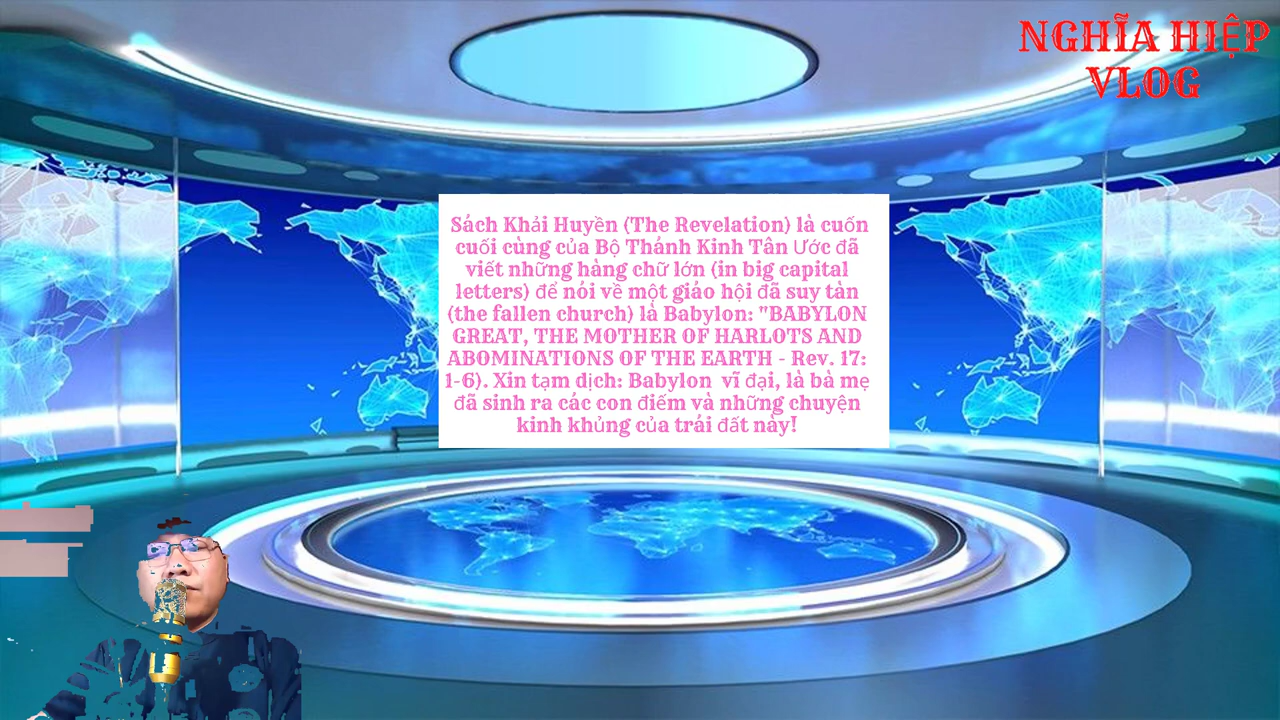 NGHĨA HIỆP
VLOG
Sách Khải Huyền (The Revelation) là cuốn
cuối cùng của Bộ Thánh Kinh Tân Ước đã
viết những hàng chữ lớn (in big capital
letters) để nói về một giáo hội đã suy tàn
(the fallen church) là Babylon: "BABYLON
GREAT, THE MOTHER OF HARLOTS AND
ABOMINATIONS OF THE EARTH - Rev. 17:
1-6). Xin tạm dịch: Babylon vĩ đại, là bà mẹ
đã sinh ra các con điếm và những chuyện
kinh khủng của trái đất này!